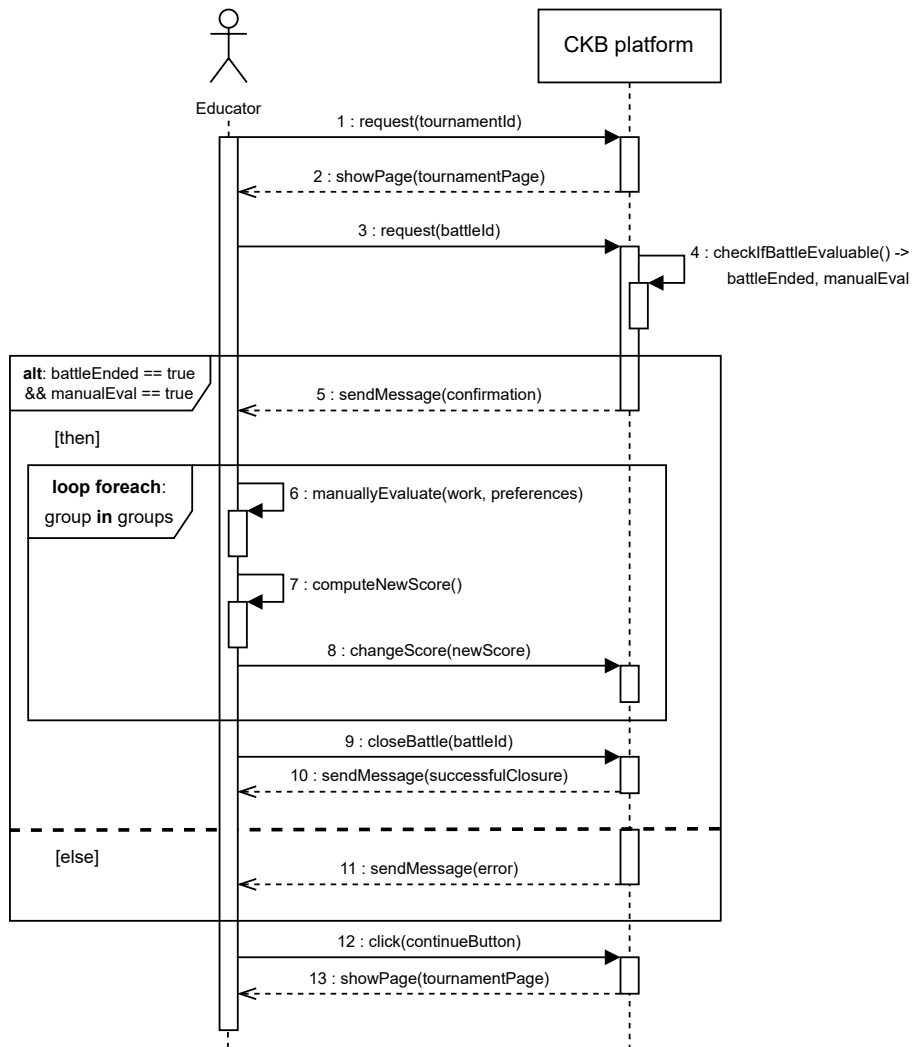 CKB platform
Educator
1 : request(tournamentId)
2 : showPage(tournamentPage)
3 : request(battleId)
4 : checkIfBattleEvaluable() ->
battleEnded, manualEval
alt: battleEnded == true
&& manualEval == true
5 : sendMessage(confirmation)
[then]
loop foreach:
group in groups
6 : manuallyEvaluate(work, preferences)
7 : computeNewScore()
8 : changeScore(newScore)
9 : closeBattle(battleId)
10 : sendMessage(successfulClosure)
[else]
11 : sendMessage(error)
12 : click(continueButton)
13 : showPage(tournamentPage)